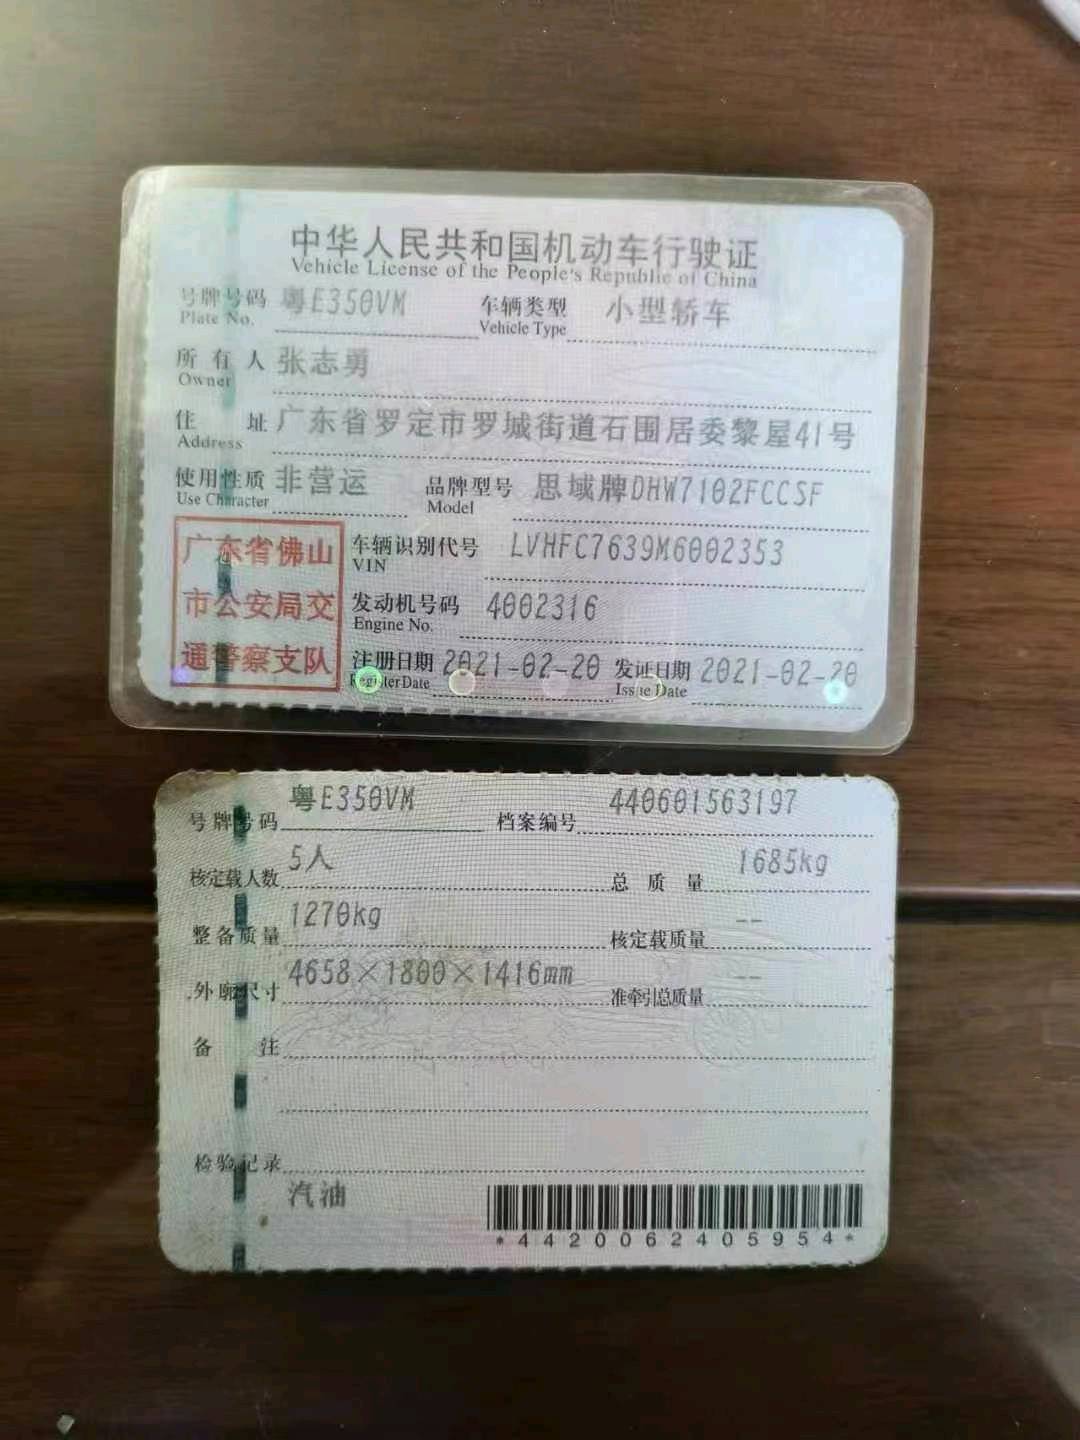 中华人民共和国机动车行驶证
Vehicle License of the People's Republic of China
号牌号码 粤E350VM 车辆类型 小型轿车
Plate No. Vehicle Type
所有人 张志勇
Owner
住址 广东省罗定市罗城街道石围居委黎屋41号
Address
使用性质 非营运 品牌型号 思域牌DHW7102FCCSF
Use Character Model
广东省佛山
市公安局交
通警察支队
车辆识别代号 LVHFC7639M6002353
VIN
发动机号码 4002316
Engine No.
注册日期 2021-02-20 发证日期 2021-02-20
Register Date Issue Date
号牌号码 粤E350VM 档案编号 440601563197
核定载人数 5人 总质量 1685kg
整备质量 1270kg 核定载质量 --
外廓尺寸 4658×1800×1416mm 准牵引总质量 --
备注
检验记录
汽油
*4420062405954*